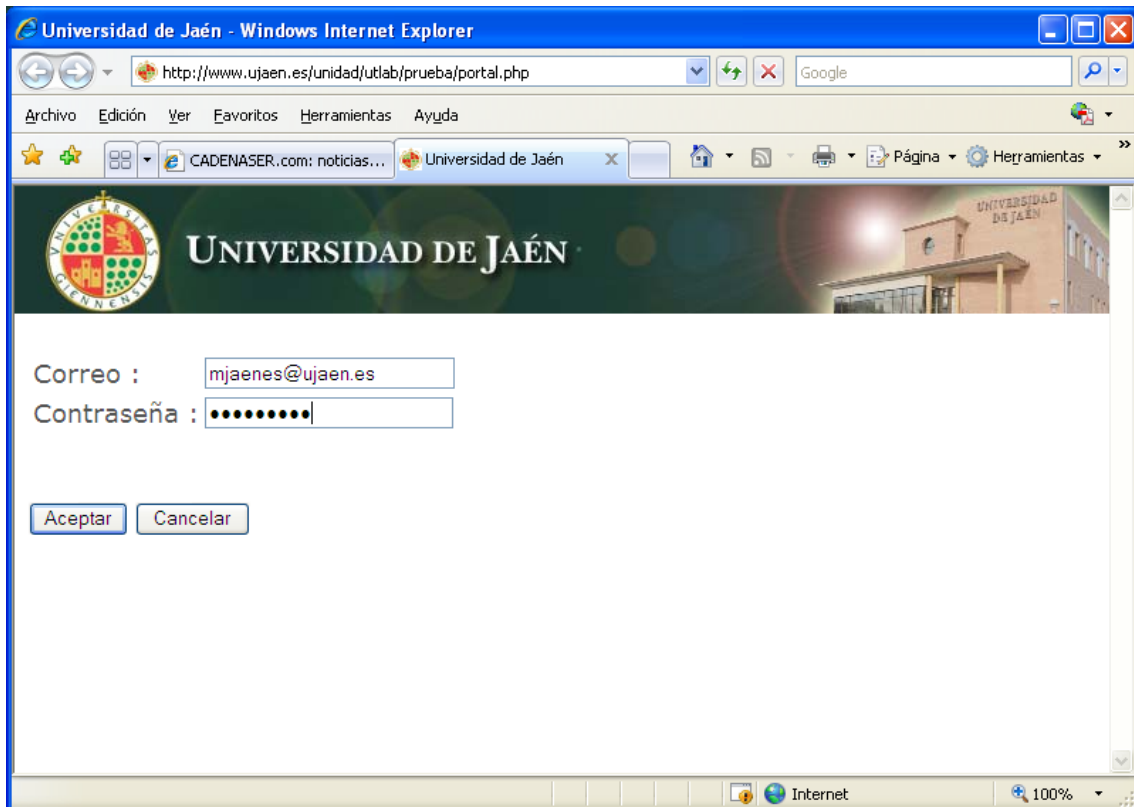 Universidad de Jaén - Windows Internet Explorer
http://www.ujaen.es/unidad/utlab/prueba/portal.php Google
Archivo Edición Ver Favoritos Herramientas Ayuda
CADENASER.com: noticias... Universidad de Jaén x Página Herramientas »
VNIVERSITAS GIENNENSIS
UNIVERSIDAD DE JAÉN
UNIVERSIDAD
DE JAÉN
Correo : mjaenes@ujaen.es
Contraseña : •••••••••
Aceptar Cancelar
Internet 100%